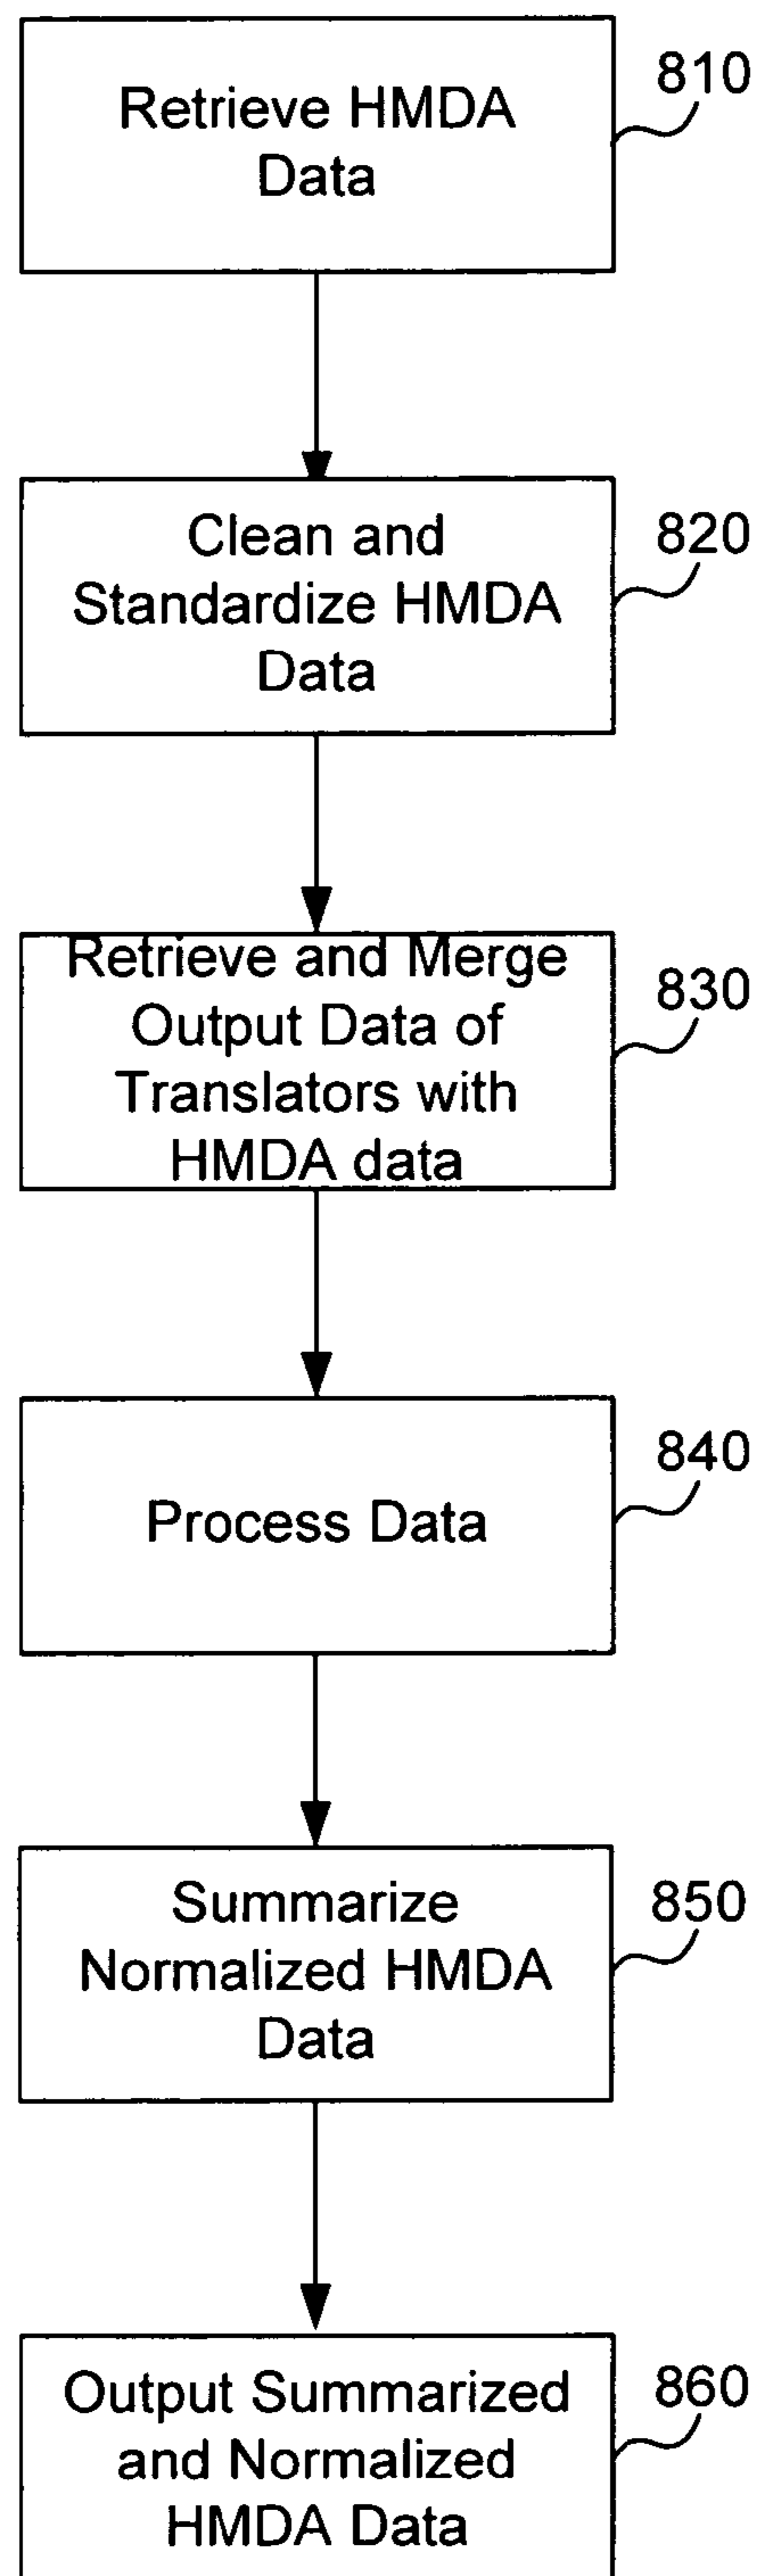 Retrieve HMDA
Data
810
Clean and
Standardize HMDA
Data
820
Retrieve and Merge
Output Data of
Translators with
HMDA data
830
Process Data
840
Summarize
Normalized HMDA
Data
850
Output Summarized
and Normalized
HMDA Data
860